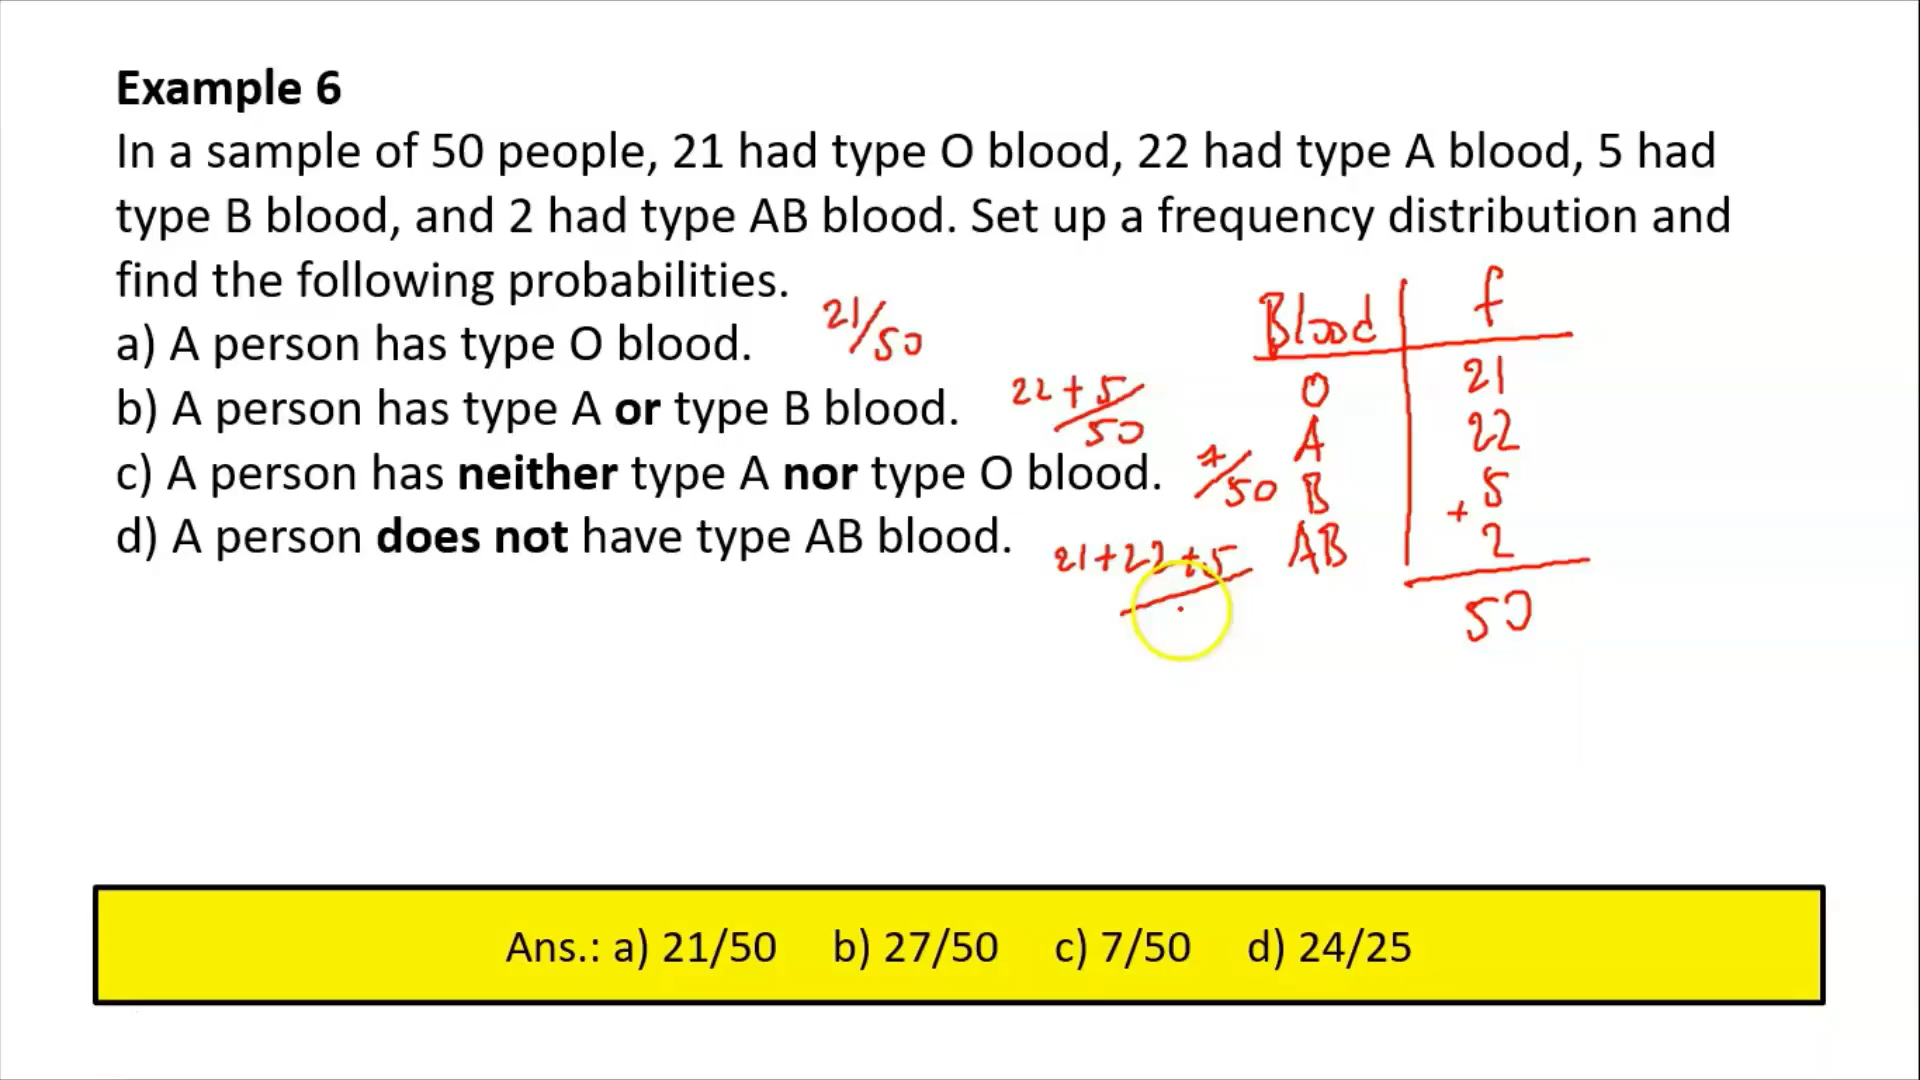 Example 6
In a sample of 50 people, 21 had type O blood, 22 had type A blood, 5 had
type B blood, and 2 had type AB blood. Set up a frequency distribution and
find the following probabilities.
a) A person has type O blood. 21/50
b) A person has type A or type B blood. 22 + 5/50
c) A person has neither type A nor type O blood. 7/50
d) A person does not have type AB blood. 21+22+5
Blood f
O 21
A 22
B 5
AB + 2
50
Ans.: a) 21/50 b) 27/50 c) 7/50 d) 24/25